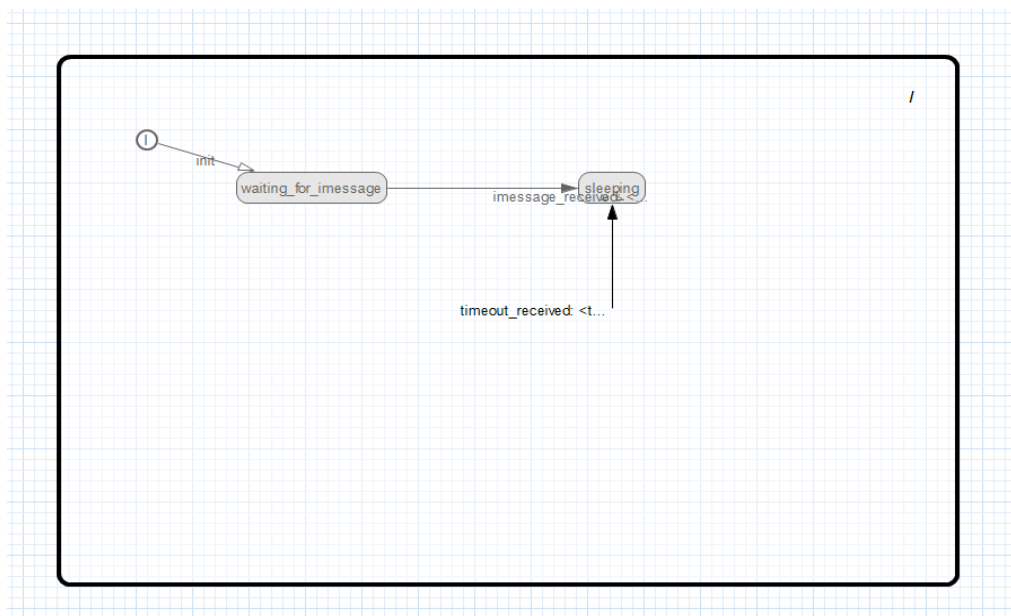 /
I
init
waiting_for_imessage
sleeping
imessage_received: <...
timeout_received: <t...